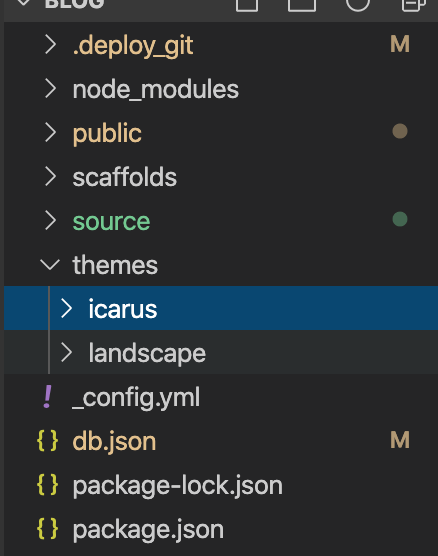 BLOG
.deploy_git M
node_modules
public
scaffolds
source
themes
icarus
landscape
! _config.yml
{} db.json M
{} package-lock.json
{} package.json